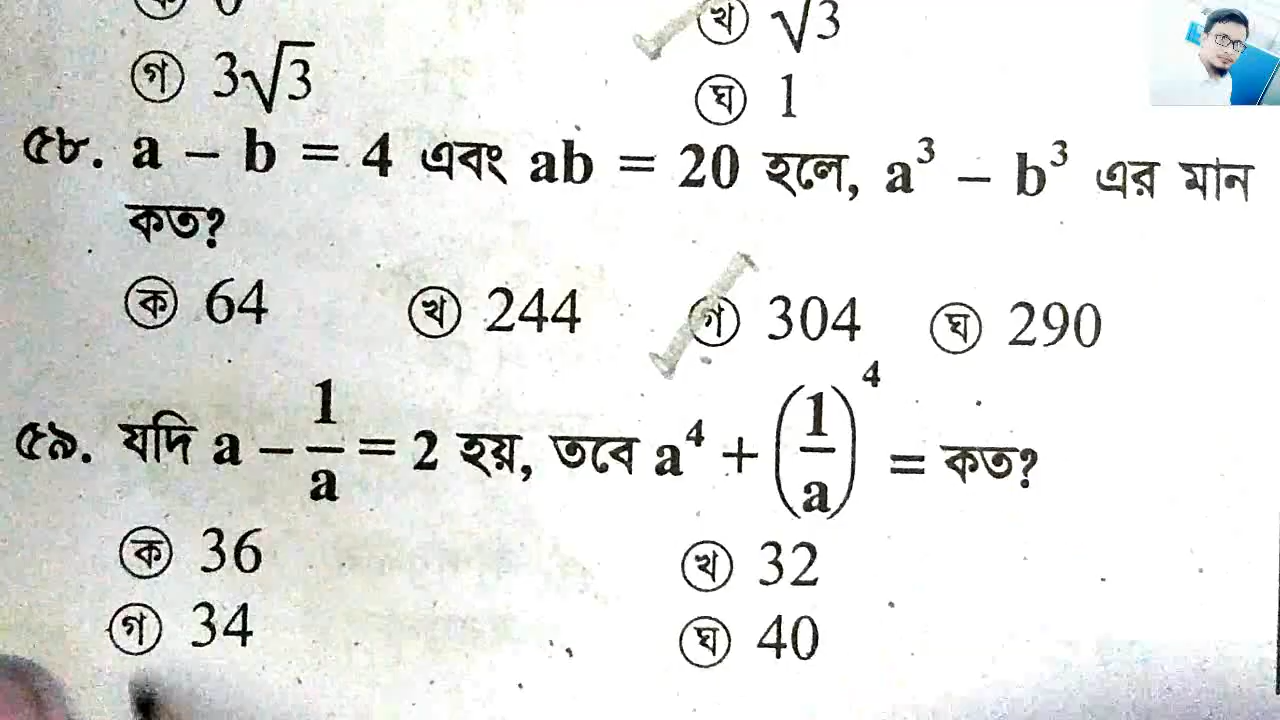 ক 0
খ √3
গ 3√3
ঘ 1
৫৮. a − b = 4 এবং ab = 20 হলে, a³ − b³ এর মান
কত?
ক 64 খ 244 গ 304 ঘ 290
৫৯. যদি a − 1/a = 2 হয়, তবে a⁴ + (1/a)⁴ = কত?
ক 36 খ 32
গ 34 ঘ 40